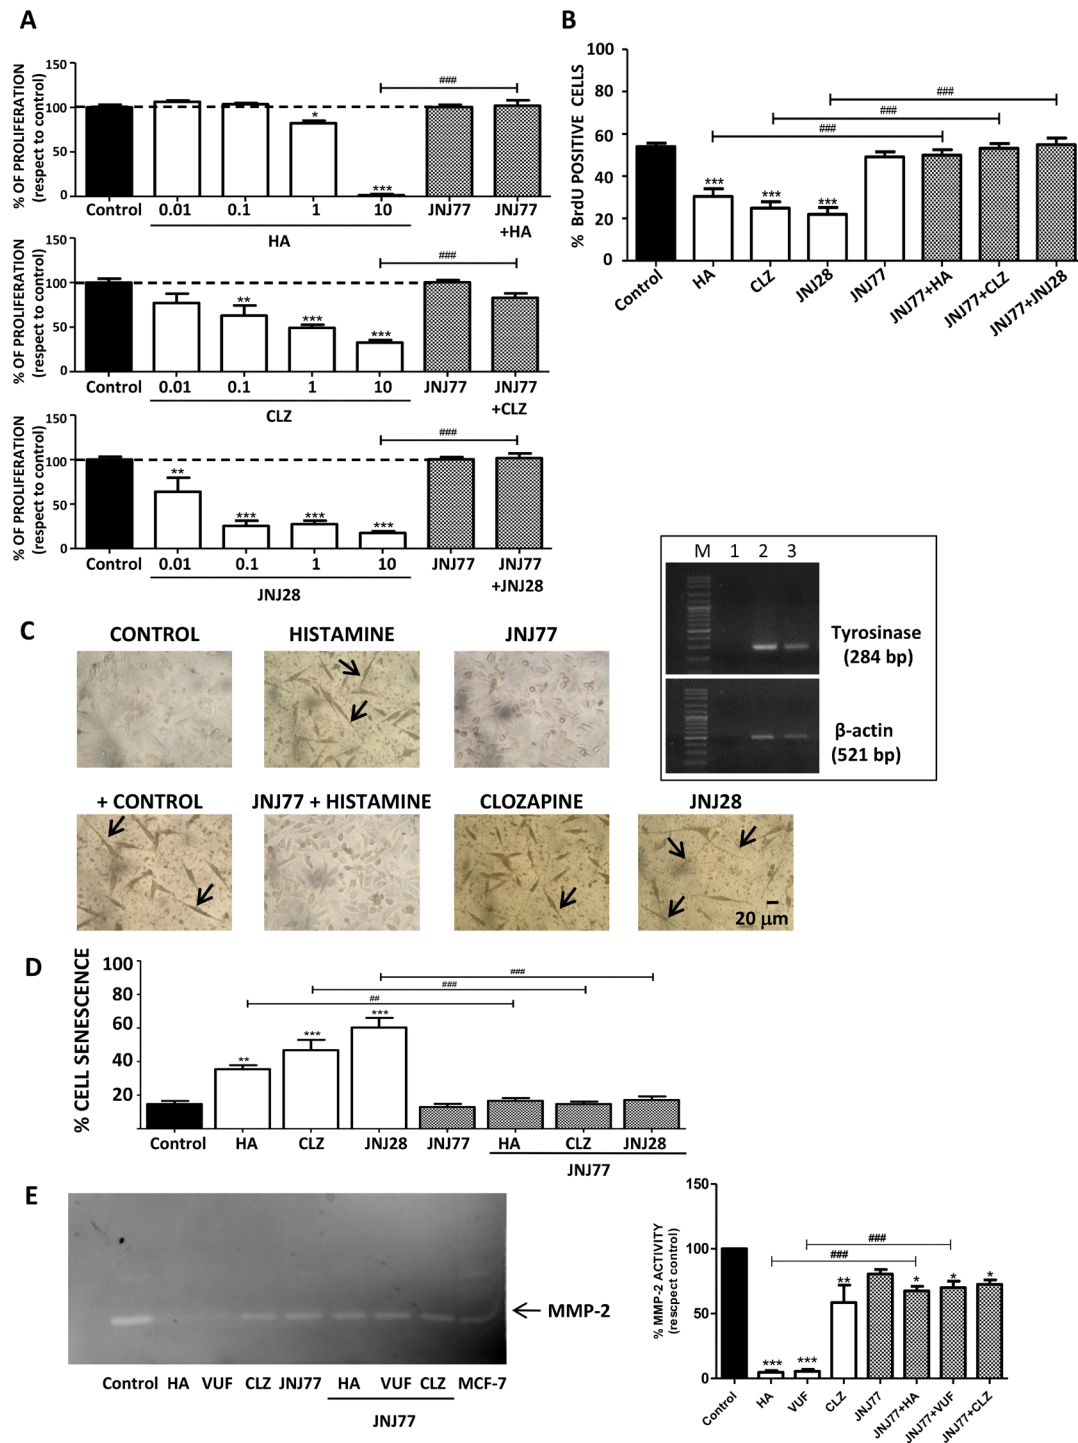 A
% OF PROLIFERATION
(respect to control)
150
100
50
0
###
*
***
Control 0.01 0.1 1 10 JNJ77 JNJ77
+HA
HA
% OF PROLIFERATION
(respect to control)
150
100
50
0
###
**
***
***
Control 0.01 0.1 1 10 JNJ77 JNJ77
+CLZ
CLZ
% OF PROLIFERATION
(respect to control)
150
100
50
0
###
**
***
***
***
Control 0.01 0.1 1 10 JNJ77 JNJ77
+JNJ28
JNJ28
B
% BrdU POSITIVE CELLS
100
80
60
40
20
0
###
###
###
***
***
***
Control HA CLZ JNJ28 JNJ77 JNJ77+HA JNJ77+CLZ JNJ77+JNJ28
M 1 2 3
Tyrosinase
(284 bp)
β-actin
(521 bp)
C
CONTROL HISTAMINE JNJ77
+ CONTROL JNJ77 + HISTAMINE CLOZAPINE JNJ28
20 μm
D
% CELL SENESCENCE
100
80
60
40
20
###
###
##
**
***
***
Control HA CLZ JNJ28 JNJ77 HA CLZ JNJ28
JNJ77
E
MMP-2
Control HA VUF CLZ JNJ77 HA VUF CLZ MCF-7
JNJ77
% MMP-2 ACTIVITY
(rescpect control)
150
100
50
0
###
###
***
***
**
*
*
*
Control HA VUF CLZ JNJ77 JNJ77+HA JNJ77+VUF JNJ77+CLZ